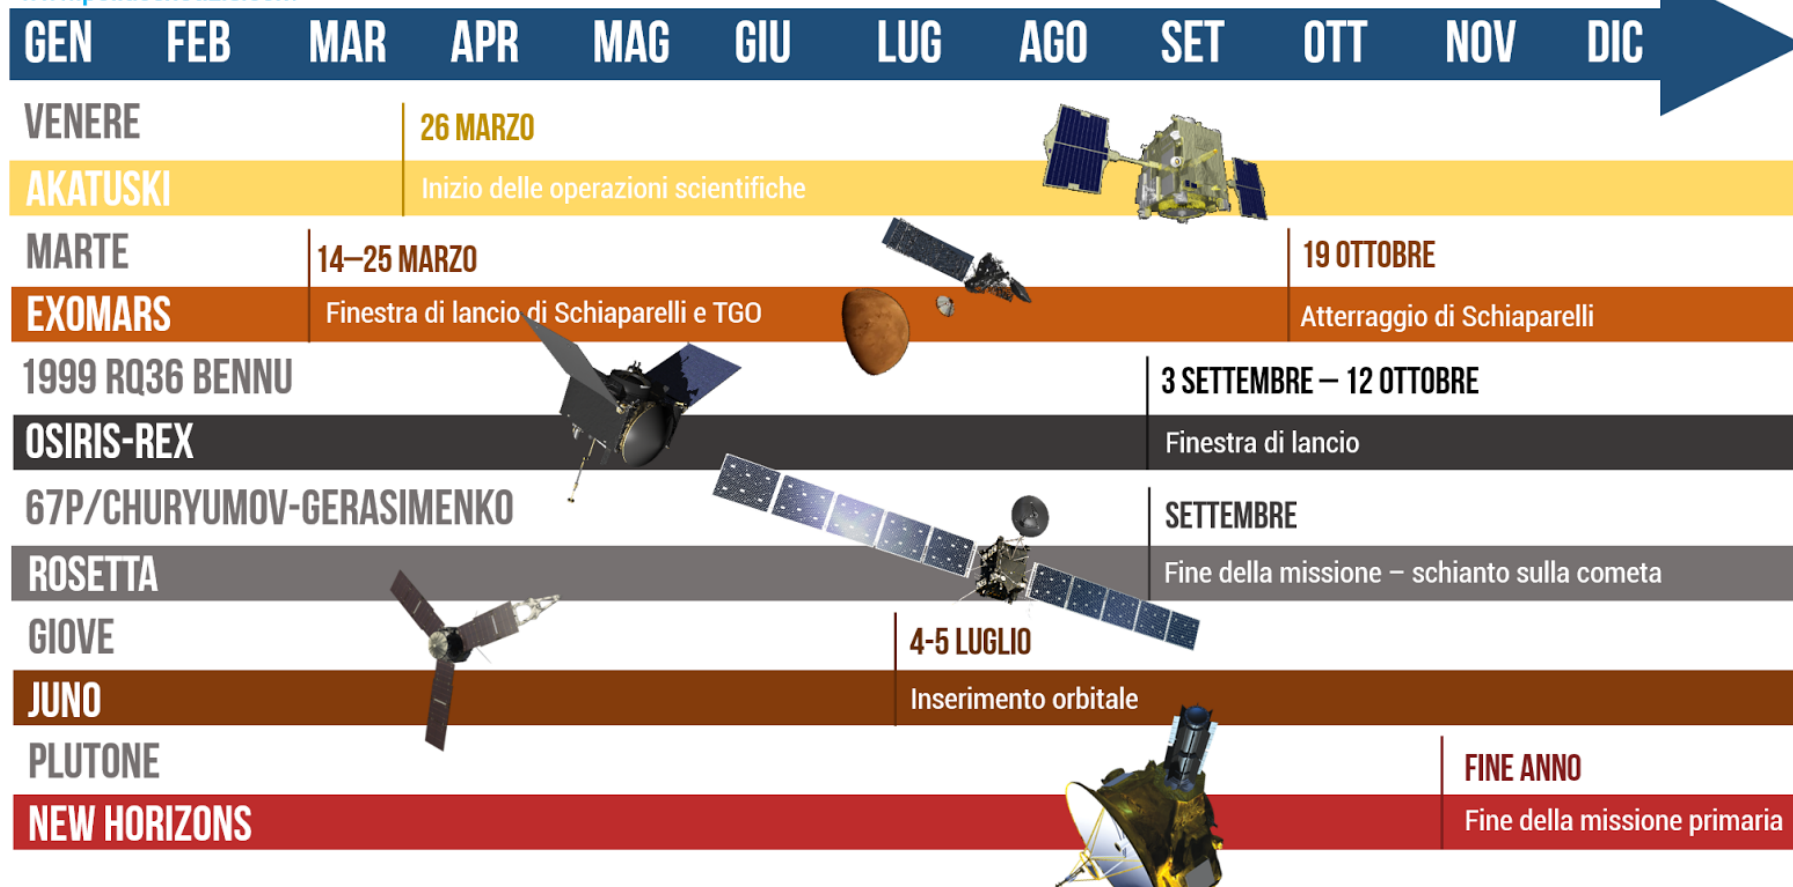 GEN FEB MAR APR MAG GIU LUG AGO SET OTT NOV DIC
VENERE
26 MARZO
AKATUSKI
Inizio delle operazioni scientifiche
MARTE
14–25 MARZO
19 OTTOBRE
EXOMARS
Finestra di lancio di Schiaparelli e TGO
Atterraggio di Schiaparelli
1999 RQ36 BENNU
3 SETTEMBRE – 12 OTTOBRE
OSIRIS-REX
Finestra di lancio
67P/CHURYUMOV-GERASIMENKO
SETTEMBRE
ROSETTA
Fine della missione – schianto sulla cometa
GIOVE
4-5 LUGLIO
JUNO
Inserimento orbitale
PLUTONE
FINE ANNO
NEW HORIZONS
Fine della missione primaria